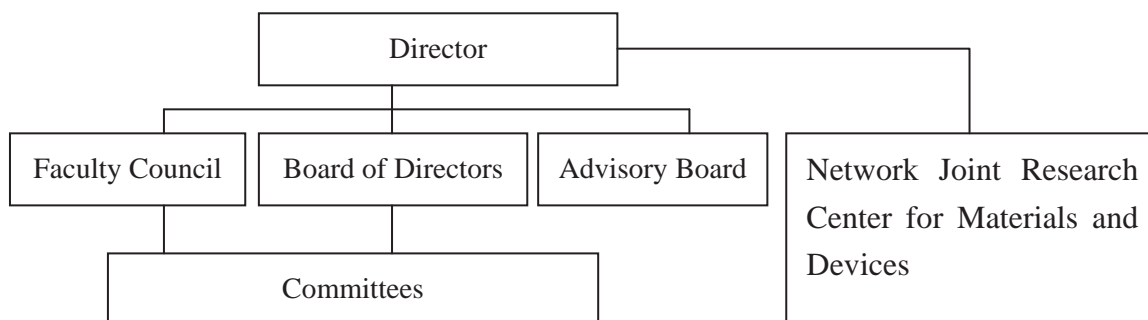 Director
Faculty Council
Board of Directors
Advisory Board
Network Joint Research
Center for Materials and
Devices
Committees